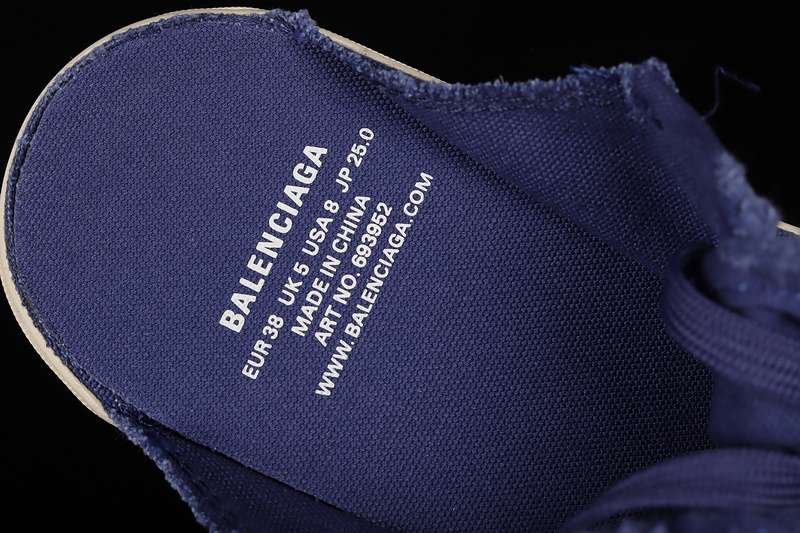 BALENCIAGA
EUR 38 UK 5 USA 8 JP 25.0
MADE IN CHINA
ART NO. 693952
WWW.BALENCIAGA.COM